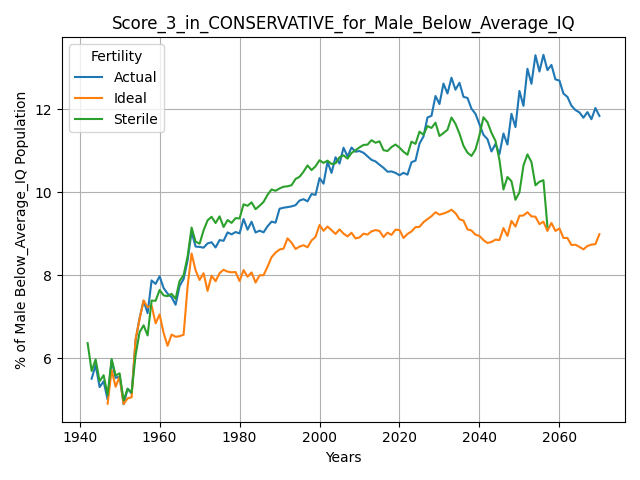 Score_3_in_CONSERVATIVE_for_Male_Below_Average_IQ
% of Male Below_Average_IQ Population
12
10
8
6
Fertility
Actual
Ideal
Sterile
1940 1960 1980 2000 2020 2040 2060
Years